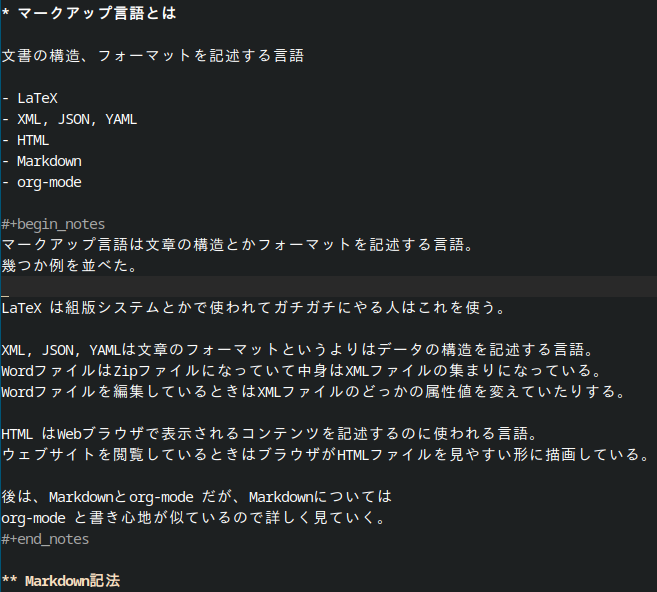 * マークアップ言語とは
文書の構造、フォーマットを記述する言語
- LaTeX
- XML, JSON, YAML
- HTML
- Markdown
- org-mode
#+begin_notes
マークアップ言語は文章の構造とかフォーマットを記述する言語。
幾つか例を並べた。
LaTeX は組版システムとかで使われてガチガチにやる人はこれを使う。
XML, JSON, YAMLは文章のフォーマットというよりはデータの構造を記述する言語。
WordファイルはZipファイルになっていて中身はXMLファイルの集まりになっている。
Wordファイルを編集しているときはXMLファイルのどっかの属性値を変えていたりする。
HTML はWebブラウザで表示されるコンテンツを記述するのに使われる言語。
ウェブサイトを閲覧しているときはブラウザがHTMLファイルを見やすい形に描画している。
後は、Markdownとorg-mode だが、Markdownについては
org-mode と書き心地が似ているので詳しく見ていく。
#+end_notes
** Markdown記法